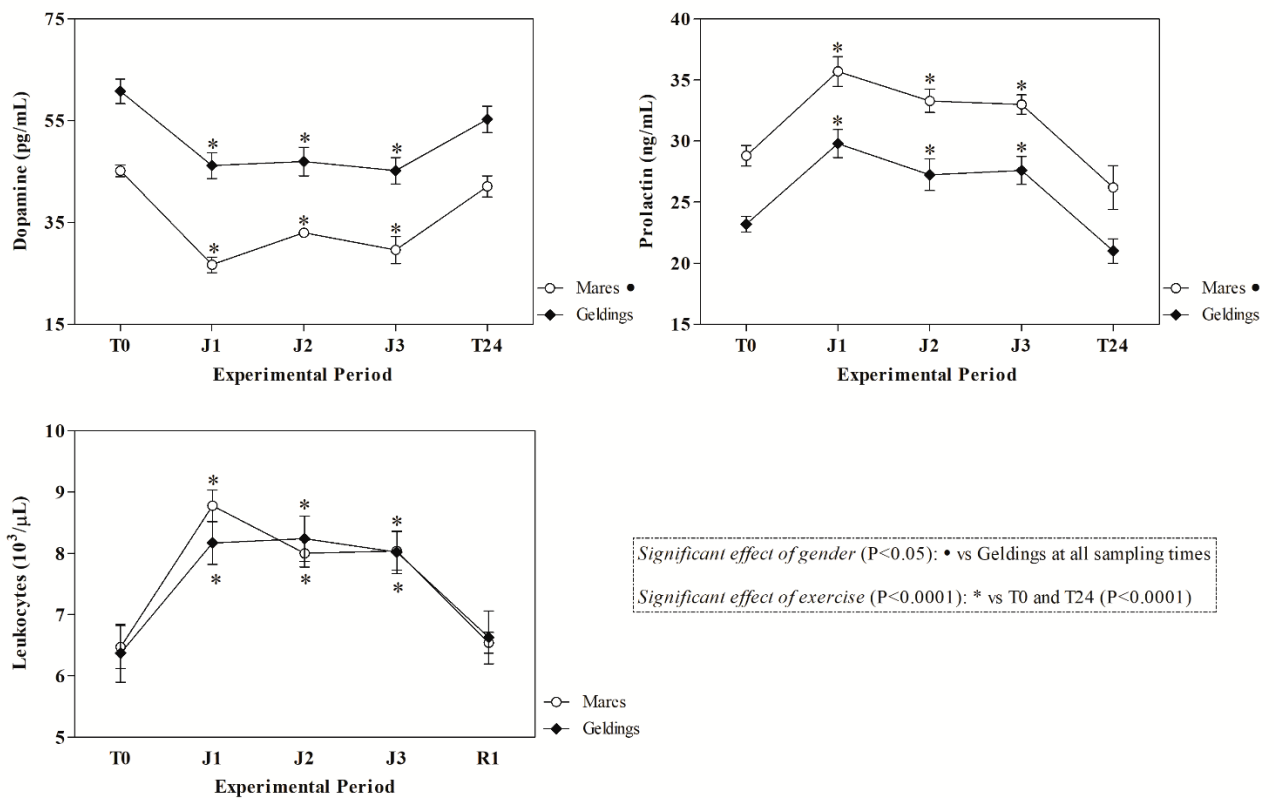 75
55
35
15
Dopamine (pg/mL)
* * *
* * *
T0 J1 J2 J3 T24
Experimental Period
Mares •
Geldings
40
35
30
25
20
15
Prolactin (ng/mL)
* * *
* * *
T0 J1 J2 J3 T24
Experimental Period
Mares •
Geldings
10
9
8
7
6
5
Leukocytes (10³/µL)
* * *
* * *
T0 J1 J2 J3 R1
Experimental Period
Mares
Geldings
Significant effect of gender (P<0.05): • vs Geldings at all sampling times
Significant effect of exercise (P<0.0001): * vs T0 and T24 (P<0.0001)